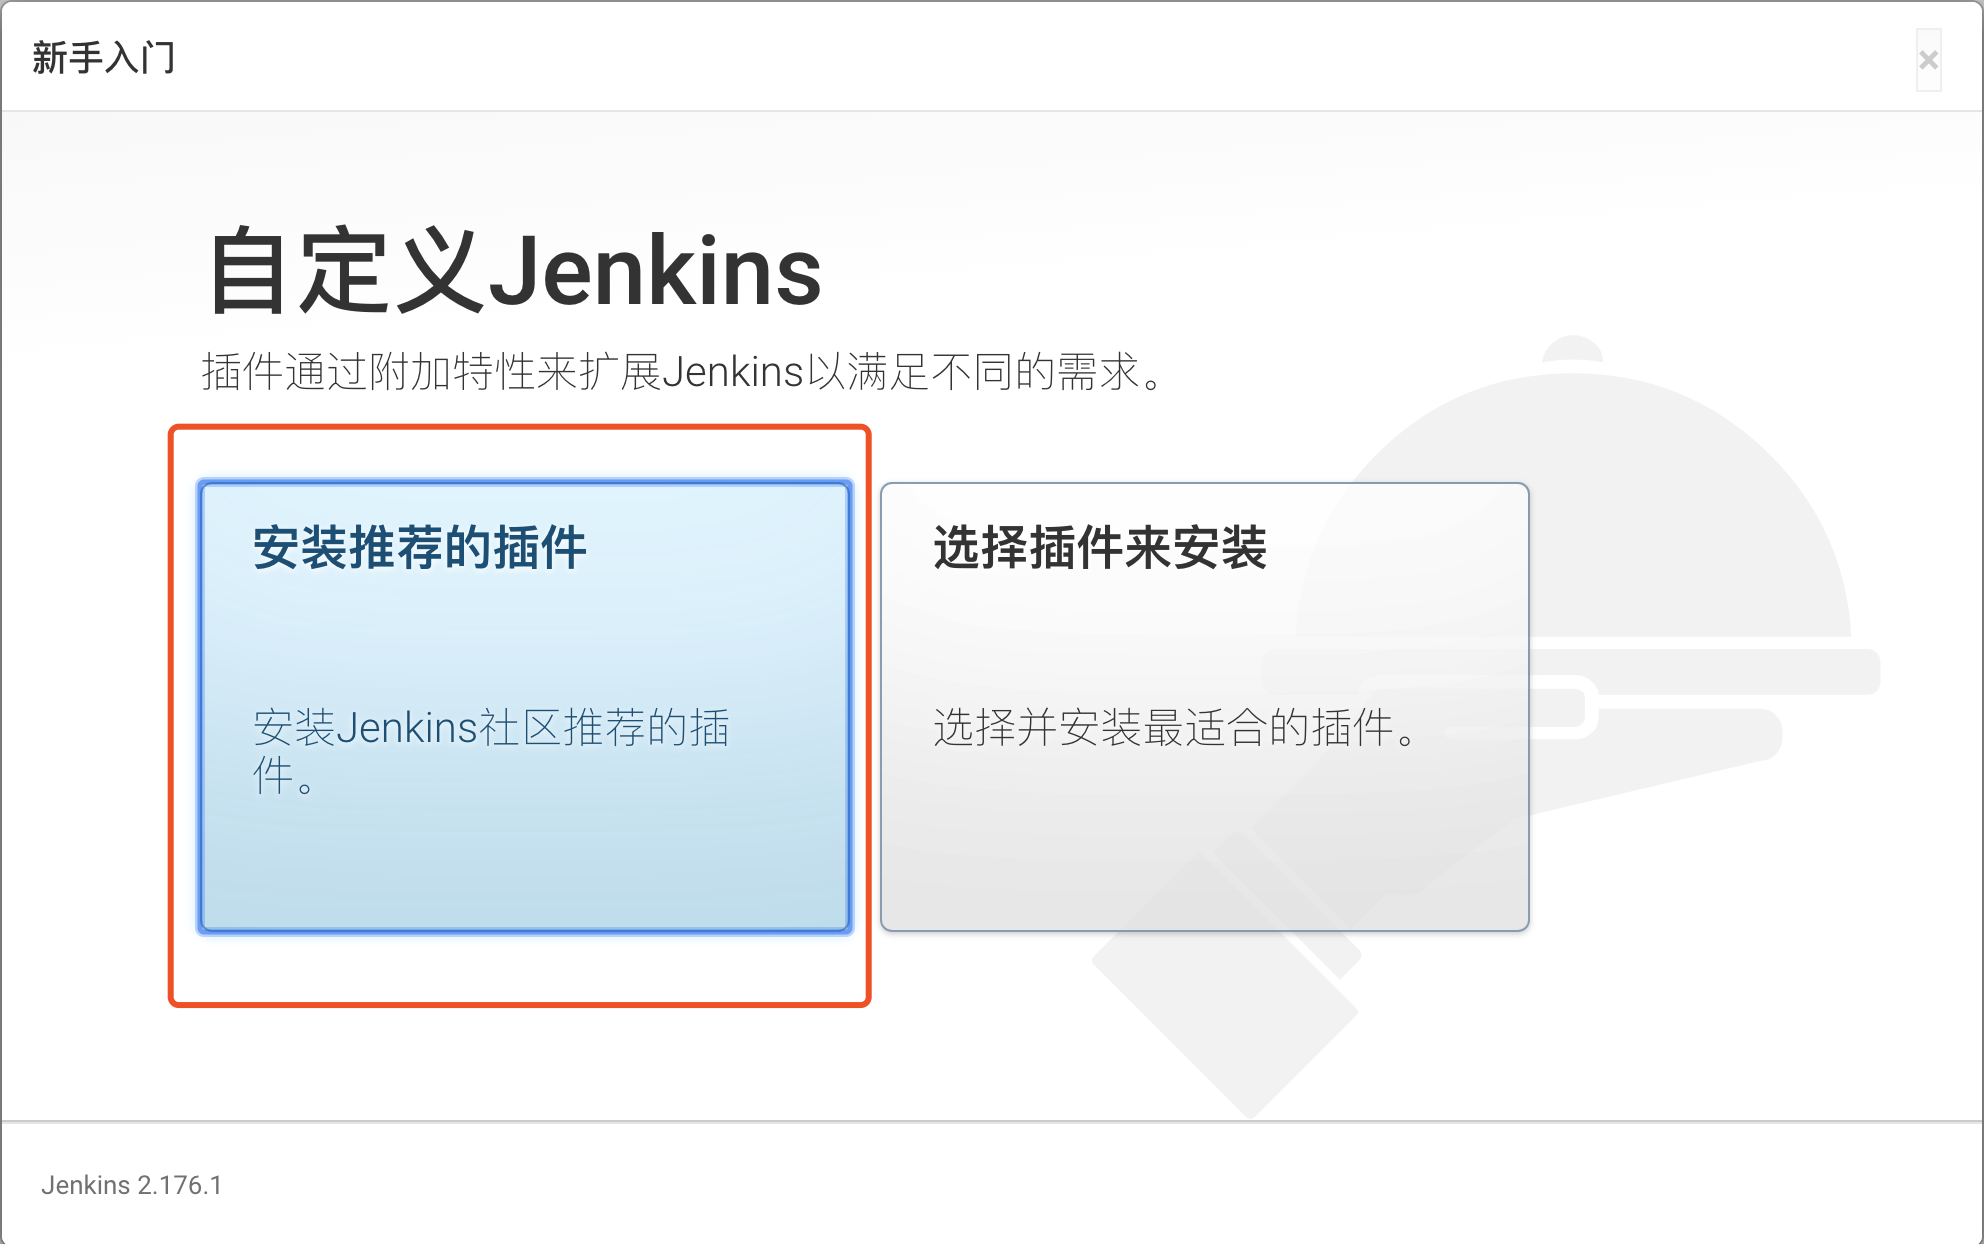 新手入门
×
自定义Jenkins
插件通过附加特性来扩展Jenkins以满足不同的需求。
安装推荐的插件
安装Jenkins社区推荐的插
件。
选择插件来安装
选择并安装最适合的插件。
Jenkins 2.176.1